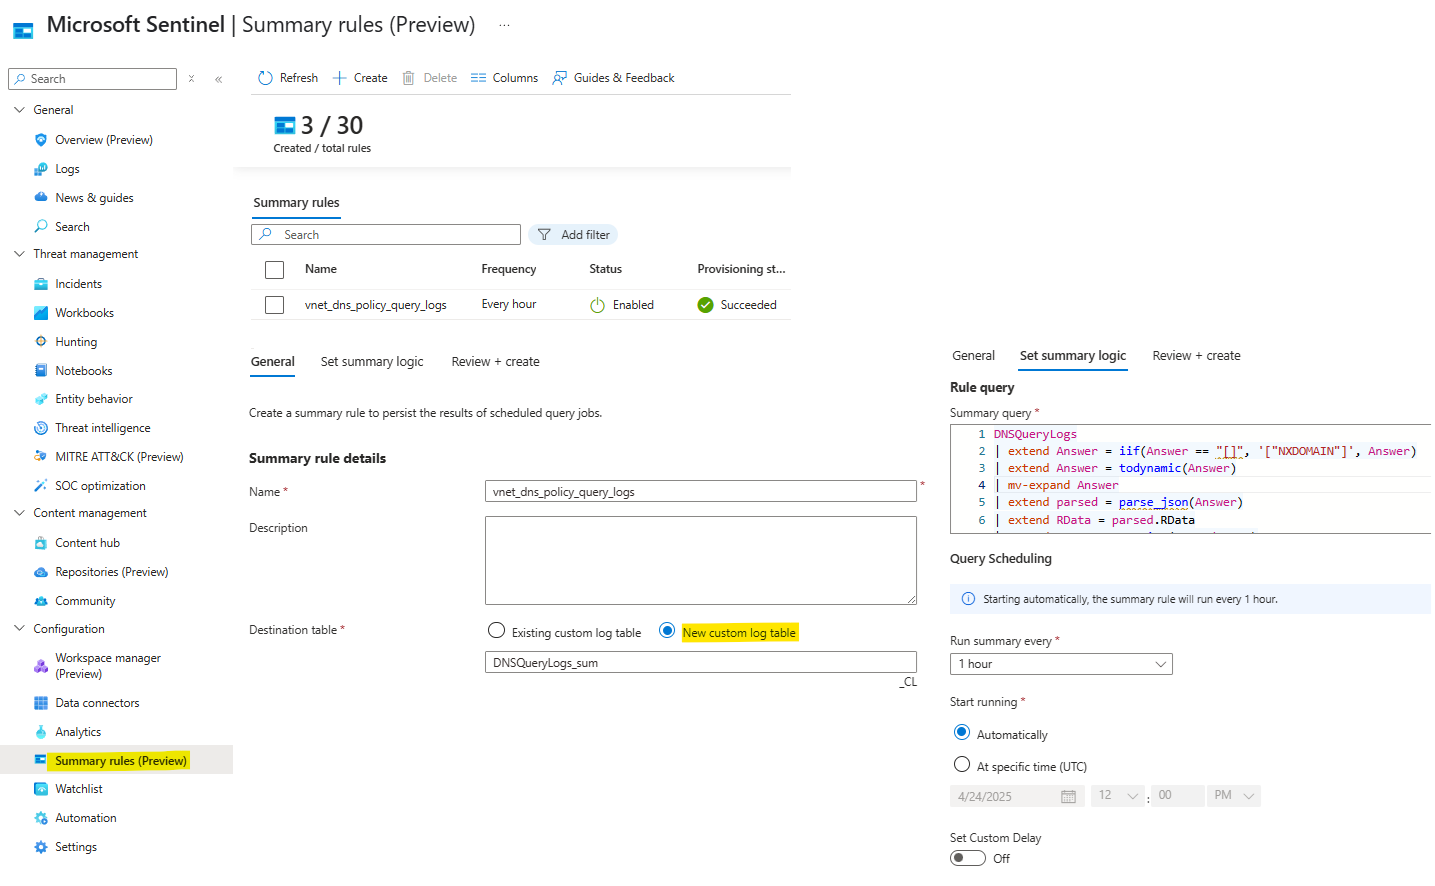 Microsoft Sentinel | Summary rules (Preview) ...
Search
General
Overview (Preview)
Logs
News & guides
Search
Threat management
Incidents
Workbooks
Hunting
Notebooks
Entity behavior
Threat intelligence
MITRE ATT&CK (Preview)
SOC optimization
Content management
Content hub
Repositories (Preview)
Community
Configuration
Workspace manager
(Preview)
Data connectors
Analytics
Summary rules (Preview)
Watchlist
Automation
Settings
Refresh Create Delete Columns Guides & Feedback
3 / 30
Created / total rules
Summary rules
Search Add filter
Name Frequency Status Provisioning st...
vnet_dns_policy_query_logs Every hour Enabled Succeeded
General Set summary logic Review + create
Create a summary rule to persist the results of scheduled query jobs.
Summary rule details
Name * vnet_dns_policy_query_logs *
Description
Destination table * Existing custom log table New custom log table
DNSQueryLogs_sum
_CL
General Set summary logic Review + create
Rule query
Summary query *
1 DNSQueryLogs
2 | extend Answer = iif(Answer == "[]", '["NXDOMAIN"]', Answer)
3 | extend Answer = todynamic(Answer)
4 | mv-expand Answer
5 | extend parsed = parse_json(Answer)
6 | extend RData = parsed.RData
Query Scheduling
Starting automatically, the summary rule will run every 1 hour.
Run summary every *
1 hour
Start running *
Automatically
At specific time (UTC)
4/24/2025 12 : 00 PM
Set Custom Delay
Off